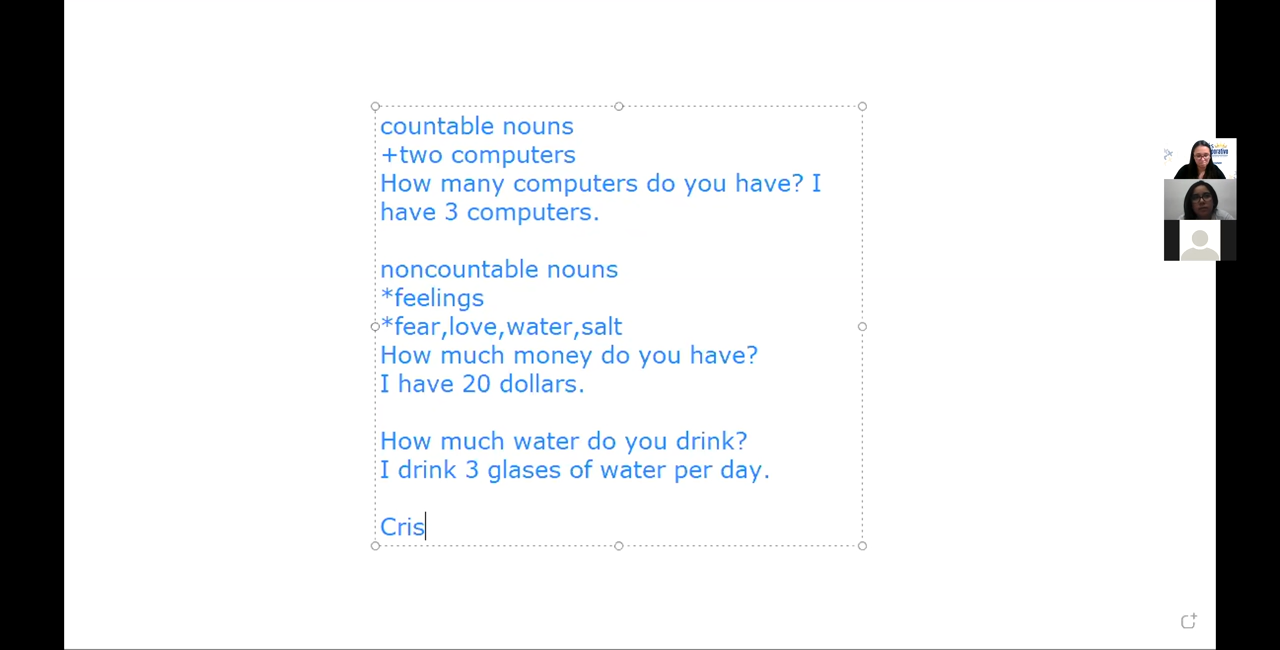 countable nouns
+two computers
How many computers do you have? I
have 3 computers.
noncountable nouns
*feelings
*fear,love,water,salt
How much money do you have?
I have 20 dollars.
How much water do you drink?
I drink 3 glases of water per day.
Cris